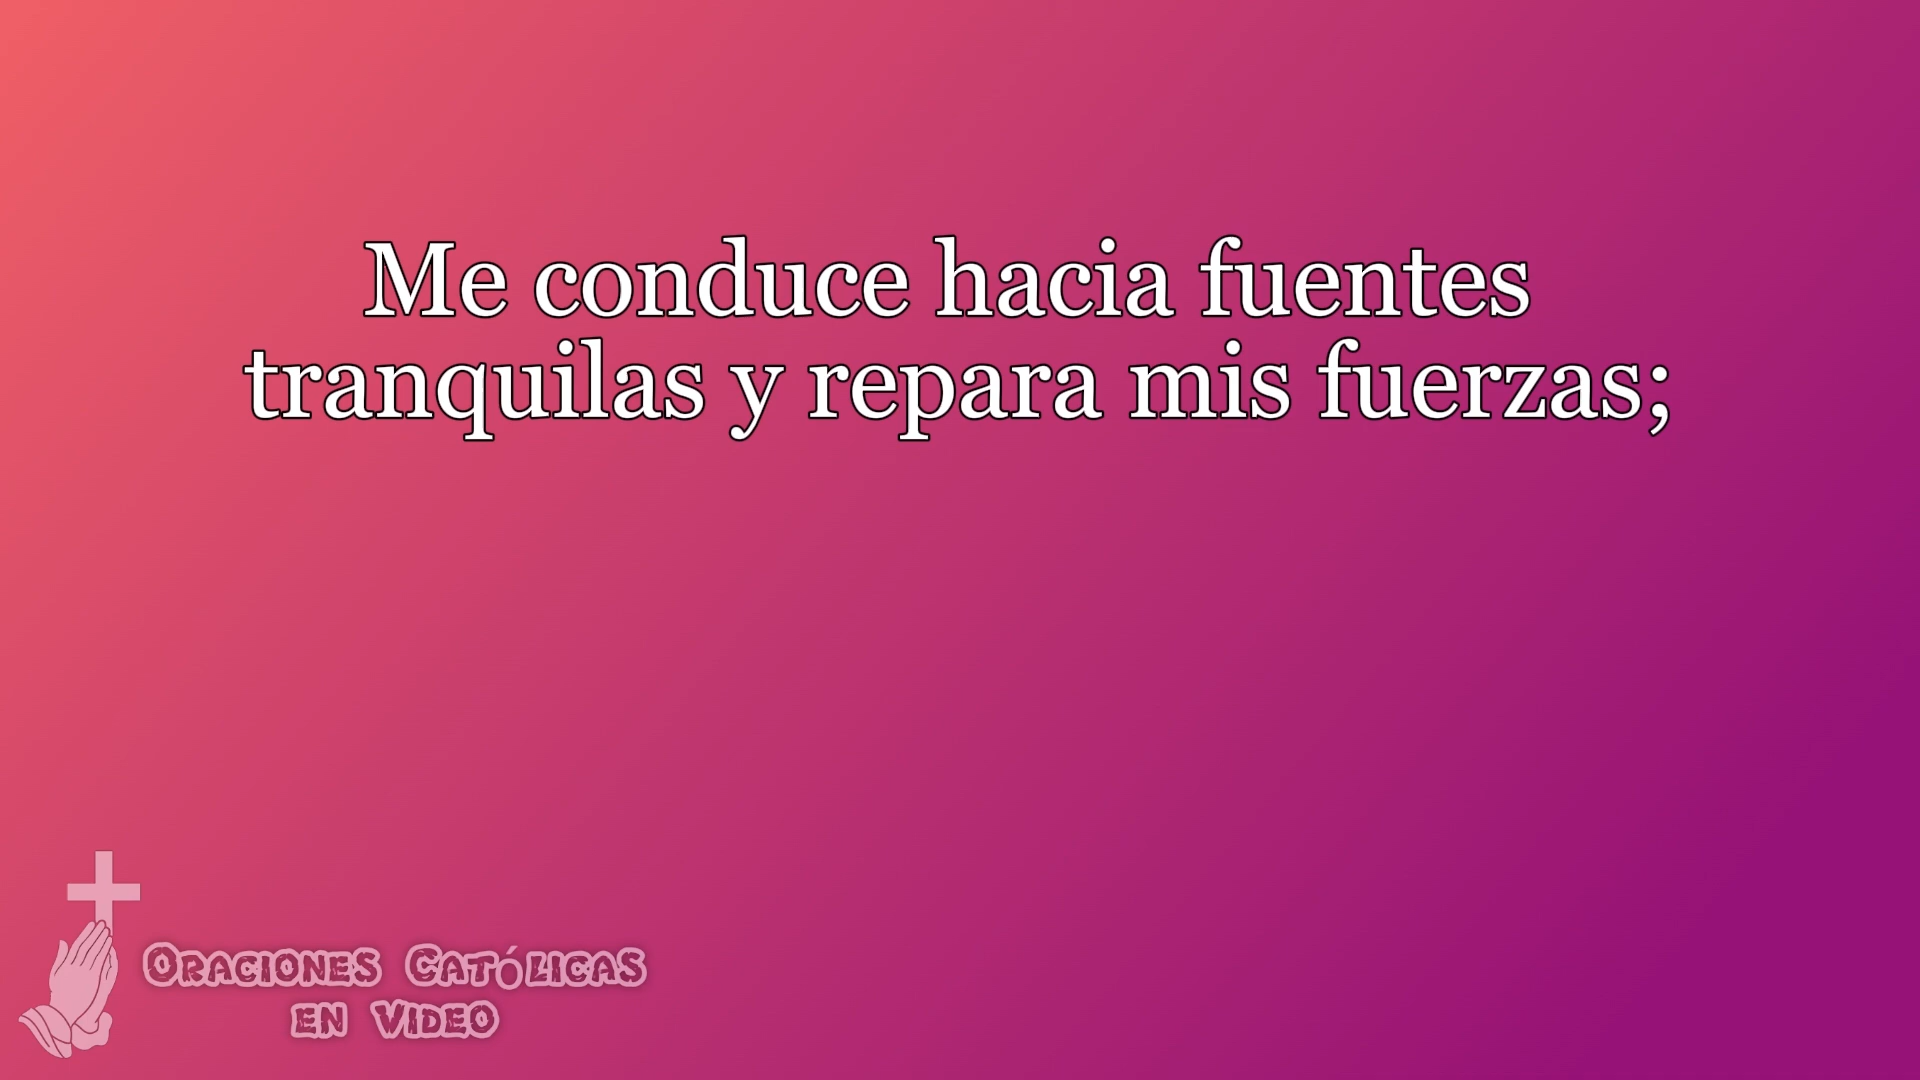 Me conduce hacia fuentes
tranquilas y repara mis fuerzas;
Oraciones Católicas
en Video